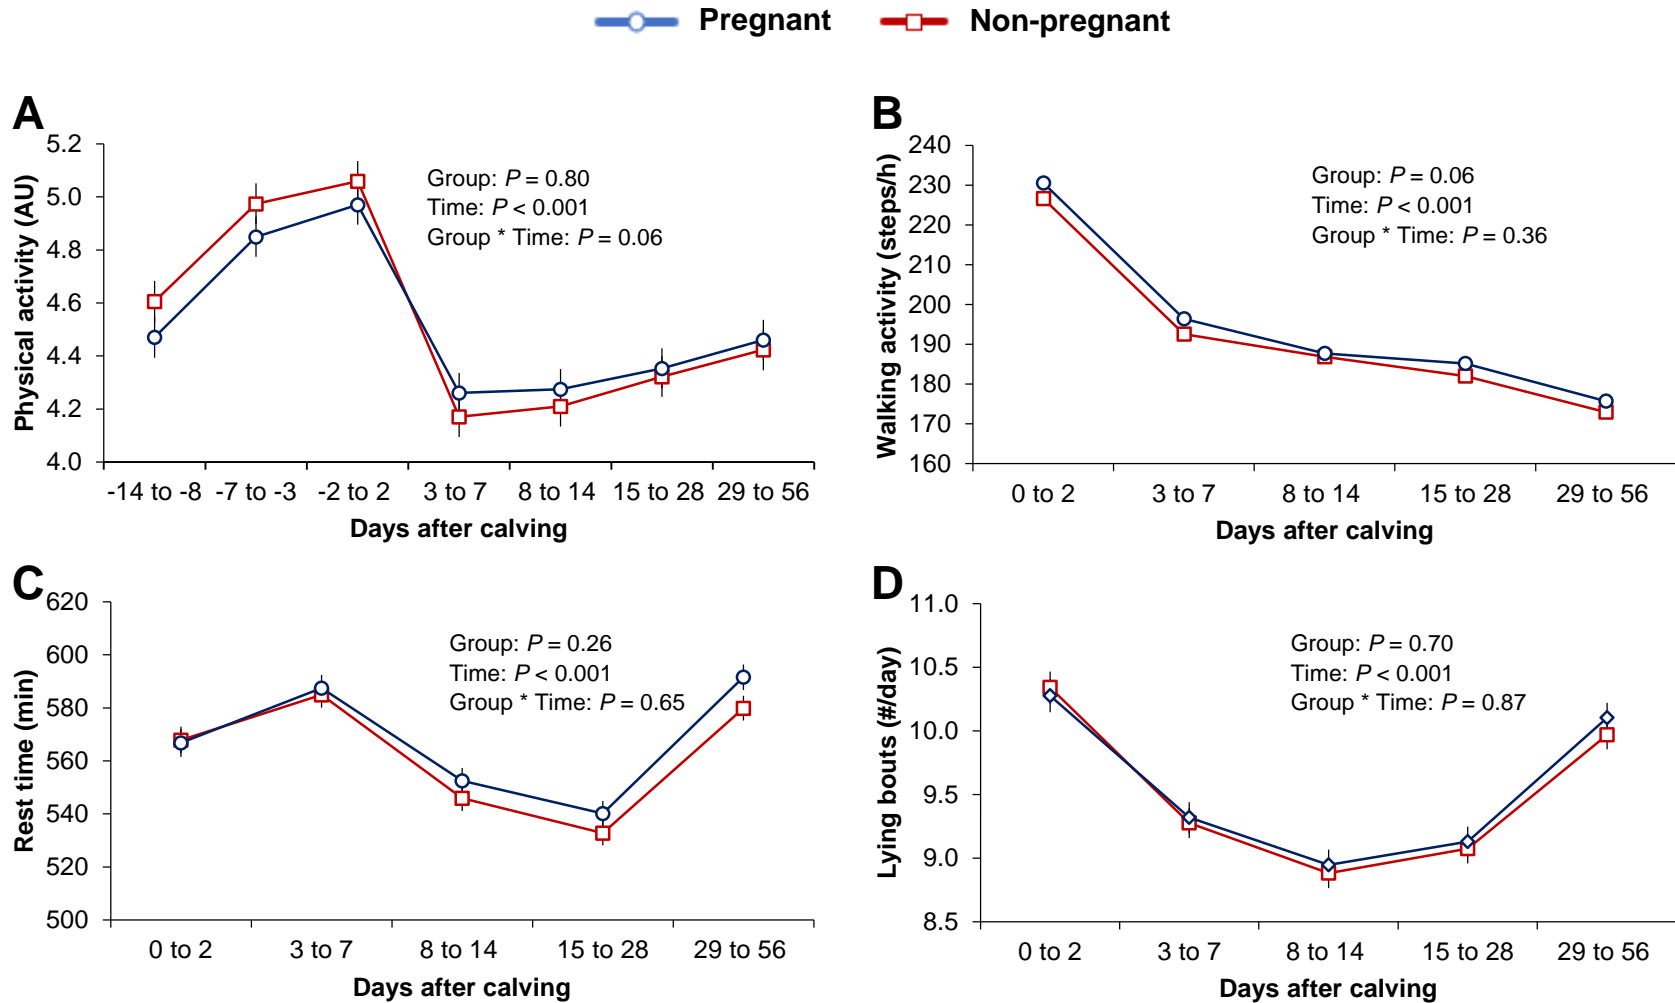 Pregnant Non-pregnant
A
Physical activity (AU)
5.2
5.0
4.8
4.6
4.4
4.2
4.0
Group: P = 0.80
Time: P < 0.001
Group * Time: P = 0.06
-14 to -8 -7 to -3 -2 to 2 3 to 7 8 to 14 15 to 28 29 to 56
Days after calving
B
Walking activity (steps/h)
240
230
220
210
200
190
180
170
160
Group: P = 0.06
Time: P < 0.001
Group * Time: P = 0.36
0 to 2 3 to 7 8 to 14 15 to 28 29 to 56
Days after calving
C
Rest time (min)
620
600
580
560
540
520
500
Group: P = 0.26
Time: P < 0.001
Group * Time: P = 0.65
0 to 2 3 to 7 8 to 14 15 to 28 29 to 56
Days after calving
D
Lying bouts (#/day)
11.0
10.5
10.0
9.5
9.0
8.5
Group: P = 0.70
Time: P < 0.001
Group * Time: P = 0.87
0 to 2 3 to 7 8 to 14 15 to 28 29 to 56
Days after calving